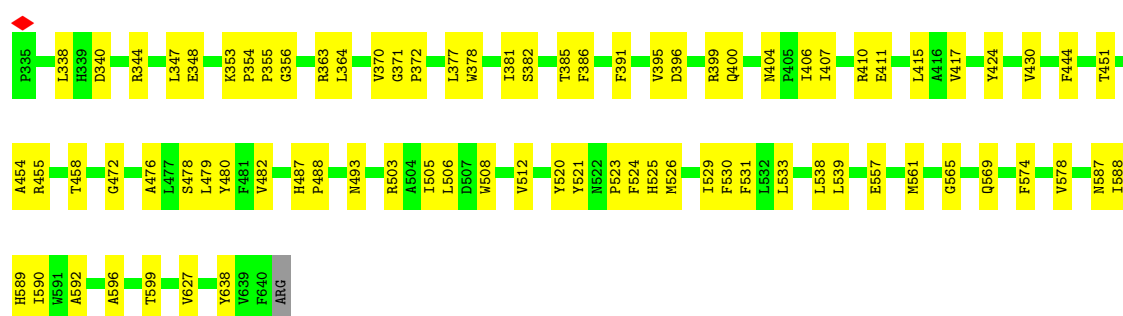 P335 L338 H339 D340 R344 L347 E348 K353 P354 P355 G356 R363 L364 V370 G371 P372 L377 W378 I381 S382 T385 F386 F391 V395 D396 R399 Q400 N404 P405 I406 I407 R410 E411 L415 A416 V417 Y424 V430 F444 T451
A454 R455 T458 G472 A476 L477 S478 L479 Y480 F481 V482 H487 P488 N493 R503 A504 I505 L506 D507 W508 V512 Y520 Y521 N522 P523 F524 H525 M526 I529 F530 F531 L532 L533 L538 L539 E557 M561 G565 Q569 F574 V578 N587 I588
H589 I590 W591 A592 A596 T599 V627 Y638 V639 F640 ARG